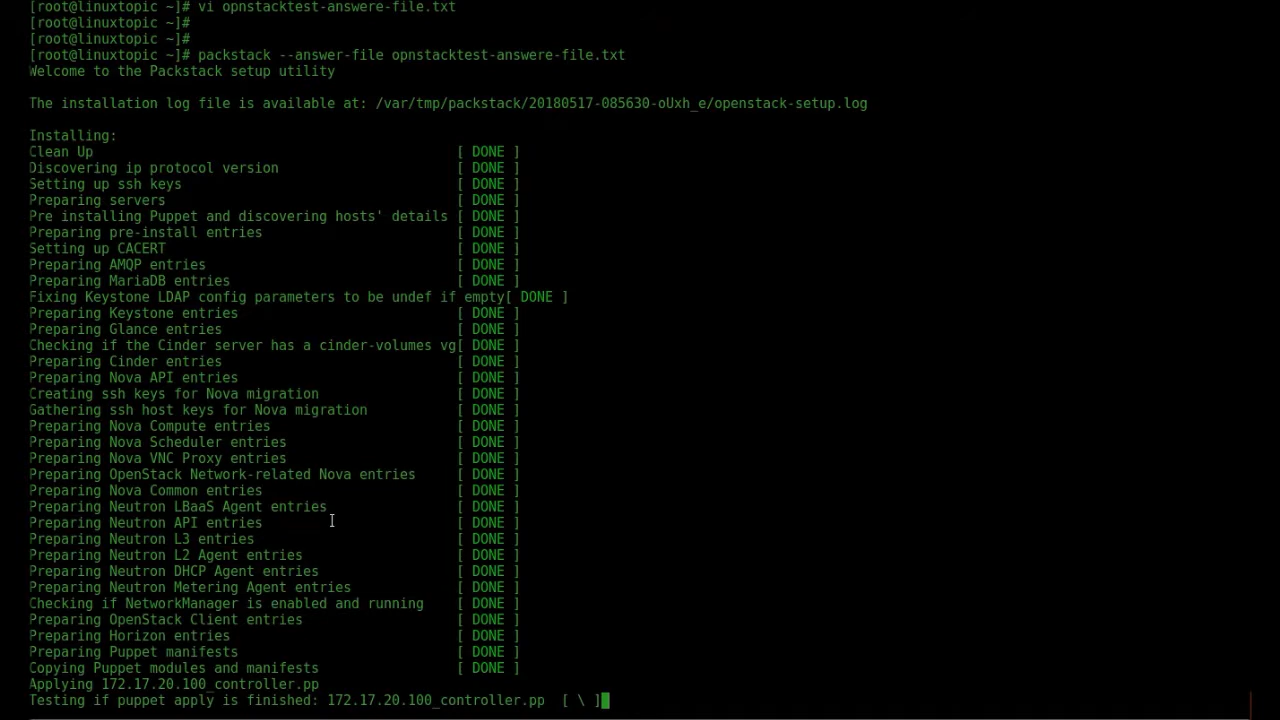 [root@linuxtopic ~]# vi opnstacktest-answere-file.txt
[root@linuxtopic ~]#
[root@linuxtopic ~]#
[root@linuxtopic ~]# packstack --answer-file opnstacktest-answere-file.txt
Welcome to the Packstack setup utility
The installation log file is available at: /var/tmp/packstack/20180517-085630-oUxh_e/openstack-setup.log
Installing:
Clean Up [ DONE ]
Discovering ip protocol version [ DONE ]
Setting up ssh keys [ DONE ]
Preparing servers [ DONE ]
Pre installing Puppet and discovering hosts' details [ DONE ]
Preparing pre-install entries [ DONE ]
Setting up CACERT [ DONE ]
Preparing AMQP entries [ DONE ]
Preparing MariaDB entries [ DONE ]
Fixing Keystone LDAP config parameters to be undef if empty[ DONE ]
Preparing Keystone entries [ DONE ]
Preparing Glance entries [ DONE ]
Checking if the Cinder server has a cinder-volumes vg[ DONE ]
Preparing Cinder entries [ DONE ]
Preparing Nova API entries [ DONE ]
Creating ssh keys for Nova migration [ DONE ]
Gathering ssh host keys for Nova migration [ DONE ]
Preparing Nova Compute entries [ DONE ]
Preparing Nova Scheduler entries [ DONE ]
Preparing Nova VNC Proxy entries [ DONE ]
Preparing OpenStack Network-related Nova entries [ DONE ]
Preparing Nova Common entries [ DONE ]
Preparing Neutron LBaaS Agent entries [ DONE ]
Preparing Neutron API entries [ DONE ]
Preparing Neutron L3 entries [ DONE ]
Preparing Neutron L2 Agent entries [ DONE ]
Preparing Neutron DHCP Agent entries [ DONE ]
Preparing Neutron Metering Agent entries [ DONE ]
Checking if NetworkManager is enabled and running [ DONE ]
Preparing OpenStack Client entries [ DONE ]
Preparing Horizon entries [ DONE ]
Preparing Puppet manifests [ DONE ]
Copying Puppet modules and manifests [ DONE ]
Applying 172.17.20.100_controller.pp
Testing if puppet apply is finished: 172.17.20.100_controller.pp [ \ ]